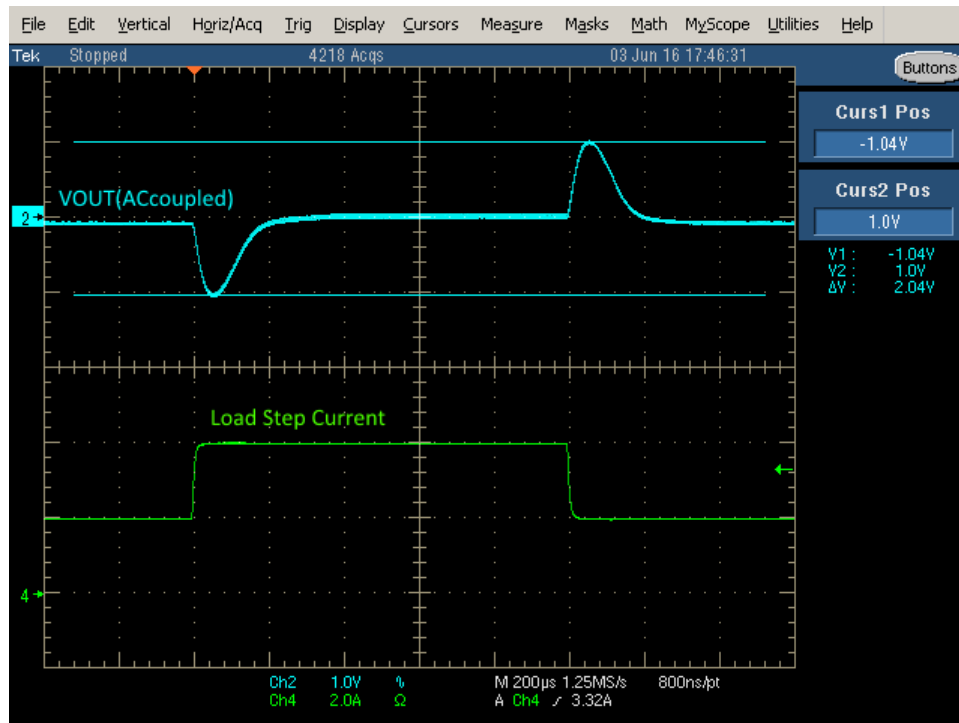 File Edit Vertical Horiz/Acq Trig Display Cursors Measure Masks Math MyScope Utilities Help
Tek Stopped 4218 Acqs 03 Jun 16 17:46:31
Buttons
Curs1 Pos
-1.04V
Curs2 Pos
1.0V
V1 : -1.04V
V2 : 1.0V
ΔV : 2.04V
VOUT(ACcoupled)
2
Load Step Current
4
Ch2 1.0V M 200µs 1.25MS/s 800ns/pt
Ch4 2.0A Ω A Ch4 3.32A